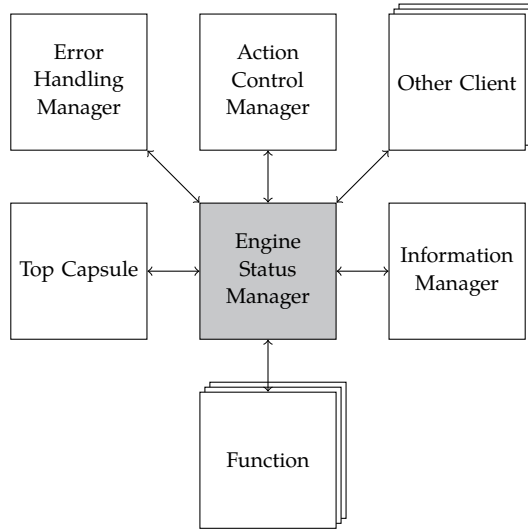 Error
Handling
Manager
Action
Control
Manager
Other Client
Top Capsule
Engine
Status
Manager
Information
Manager
Function